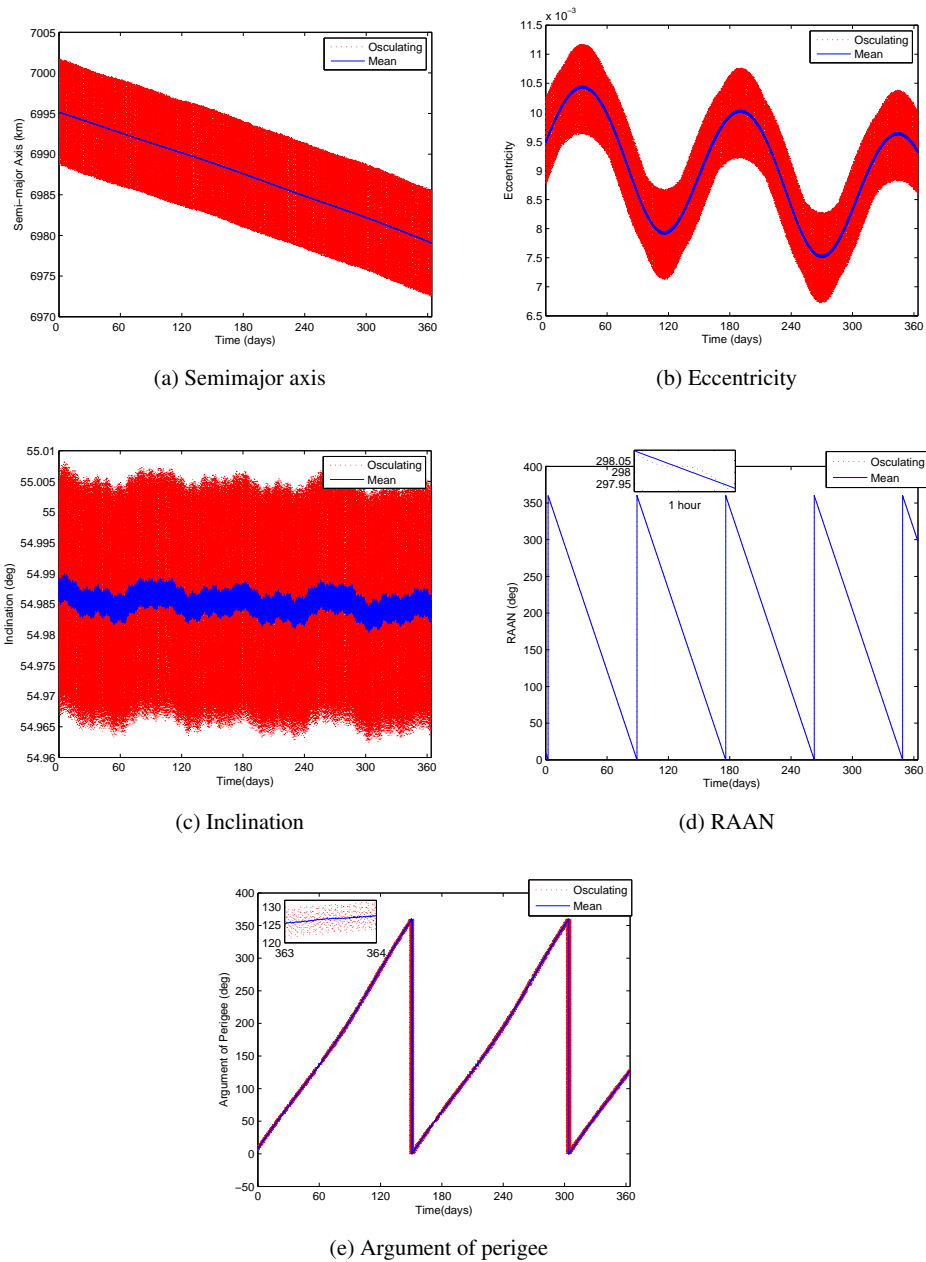 7005
7000
6995
6990
6985
6980
6975
6970
Semi−major Axis (km)
0 60 120 180 240 300 360
Time (days)
Osculating
Mean
(a) Semimajor axis
x 10⁻³
11.5
11
10.5
10
9.5
9
8.5
8
7.5
7
6.5
Eccentricity
0 60 120 180 240 300 360
Time (days)
Osculating
Mean
(b) Eccentricity
55.01
55.005
55
54.995
54.99
54.985
54.98
54.975
54.97
54.965
54.96
Inclination (deg)
0 60 120 180 240 300 360
Time(days)
Osculating
Mean
(c) Inclination
298.05
298
297.95
1 hour
400
350
300
250
200
150
100
50
0
RAAN (deg)
0 60 120 180 240 300 360
Time(days)
Osculating
Mean
(d) RAAN
400
350
300
250
200
150
100
50
0
−50
Argument of Perigee (deg)
130
125
120
363 364
0 60 120 180 240 300 360
Time(days)
Osculating
Mean
(e) Argument of perigee